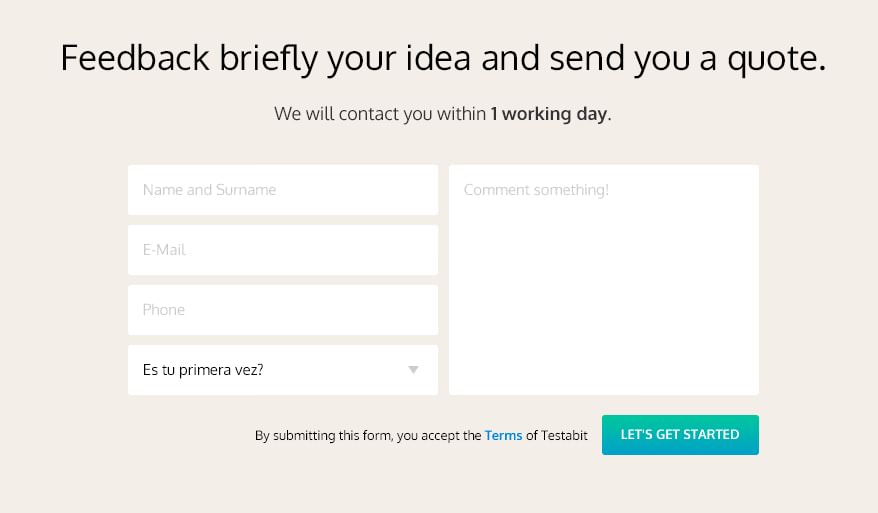 Feedback briefly your idea and send you a quote.
We will contact you within 1 working day.
Name and Surname
E-Mail
Phone
Es tu primera vez?
Comment something!
By submitting this form, you accept the Terms of Testabit
LET'S GET STARTED